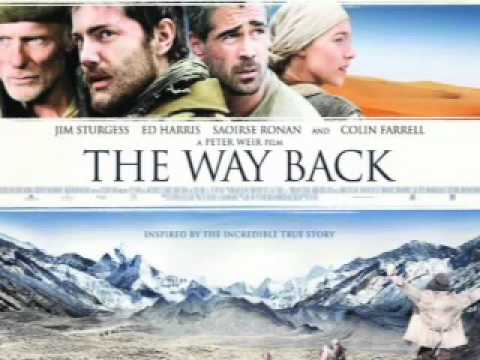 JIM STURGESS ED HARRIS SAOIRSE RONAN AND COLIN FARRELL
A PETER WEIR FILM
THE WAY BACK
INSPIRED BY THE INCREDIBLE TRUE STORY